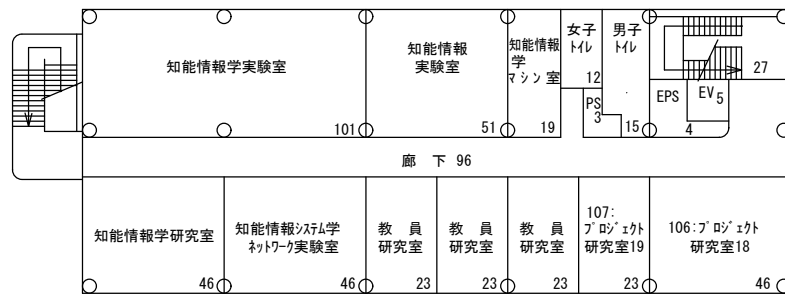 知能情報学実験室
101
知能情報
実験室
51
知能情報
学
マシン室
19
女子
トイレ
12
PS
3
男子
トイレ
15
27
EPS
4
EV 5
廊 下 96
知能情報学研究室
46
知能情報システム学
ネットワーク実験室
46
教 員
研究室
23
教 員
研究室
23
教 員
研究室
23
107:
プロジェクト
研究室19
23
106:プロジェクト
研究室18
46